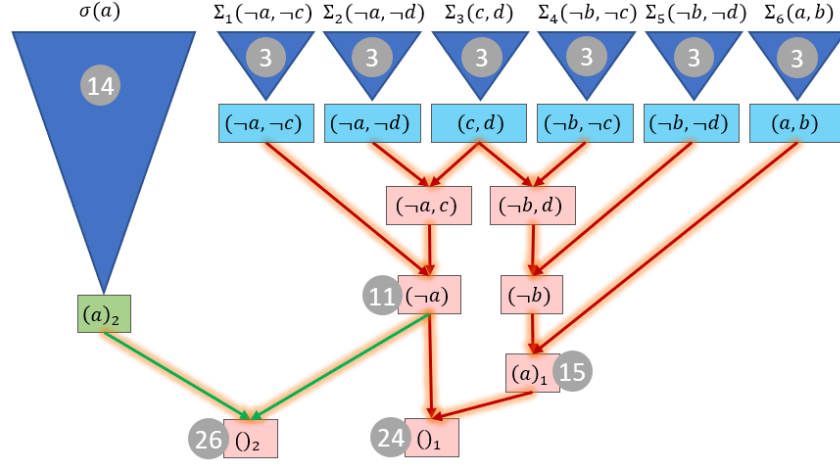 σ(a) Σ₁(¬a, ¬c) Σ₂(¬a, ¬d) Σ₃(c, d) Σ₄(¬b, ¬c) Σ₅(¬b, ¬d) Σ₆(a, b)
14 3 3 3 3 3 3
(¬a, ¬c) (¬a, ¬d) (c, d) (¬b, ¬c) (¬b, ¬d) (a, b)
(¬a, c) (¬b, d)
11 (¬a) (¬b)
(a)₂
(a)₁ 15
26 ()₂ 24 ()₁